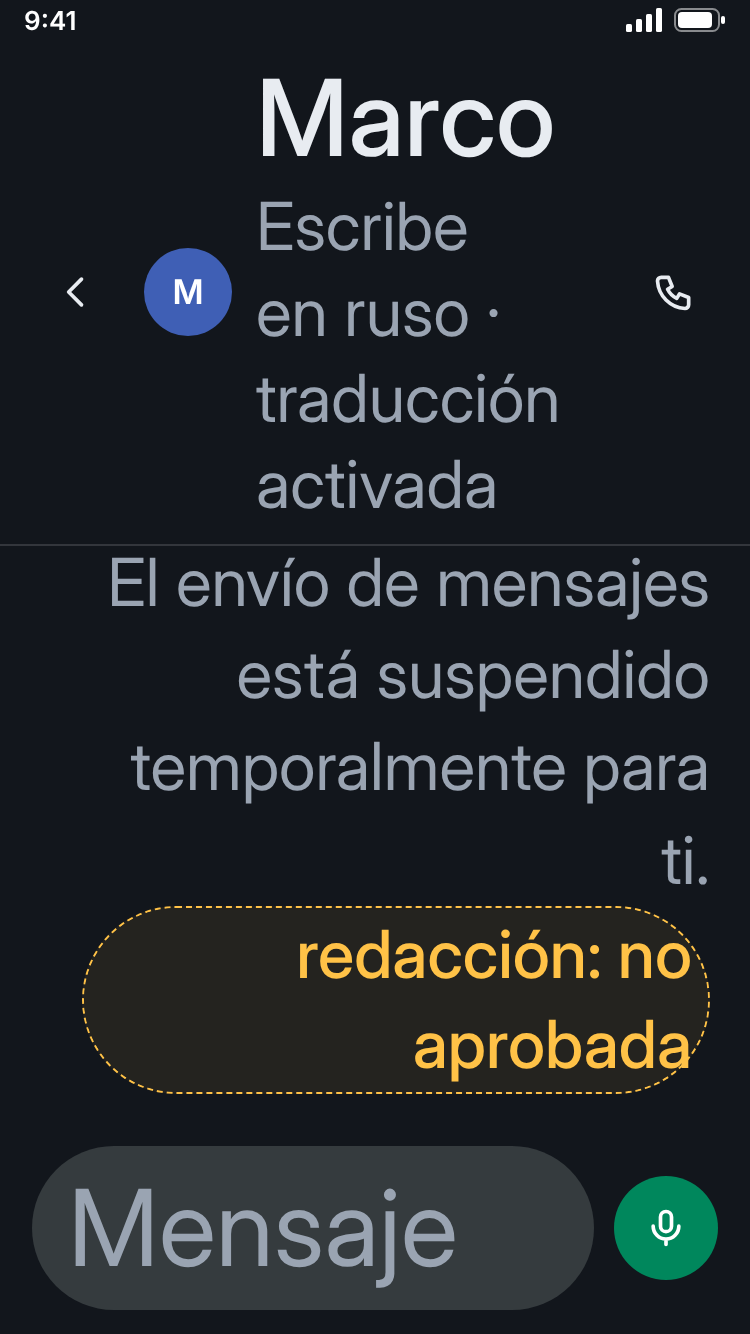 9:41
Marco
M
Escribe
en ruso ·
traducción
activada
El envío de mensajes
está suspendido
temporalmente para
ti.
redacción: no
aprobada
Mensaje